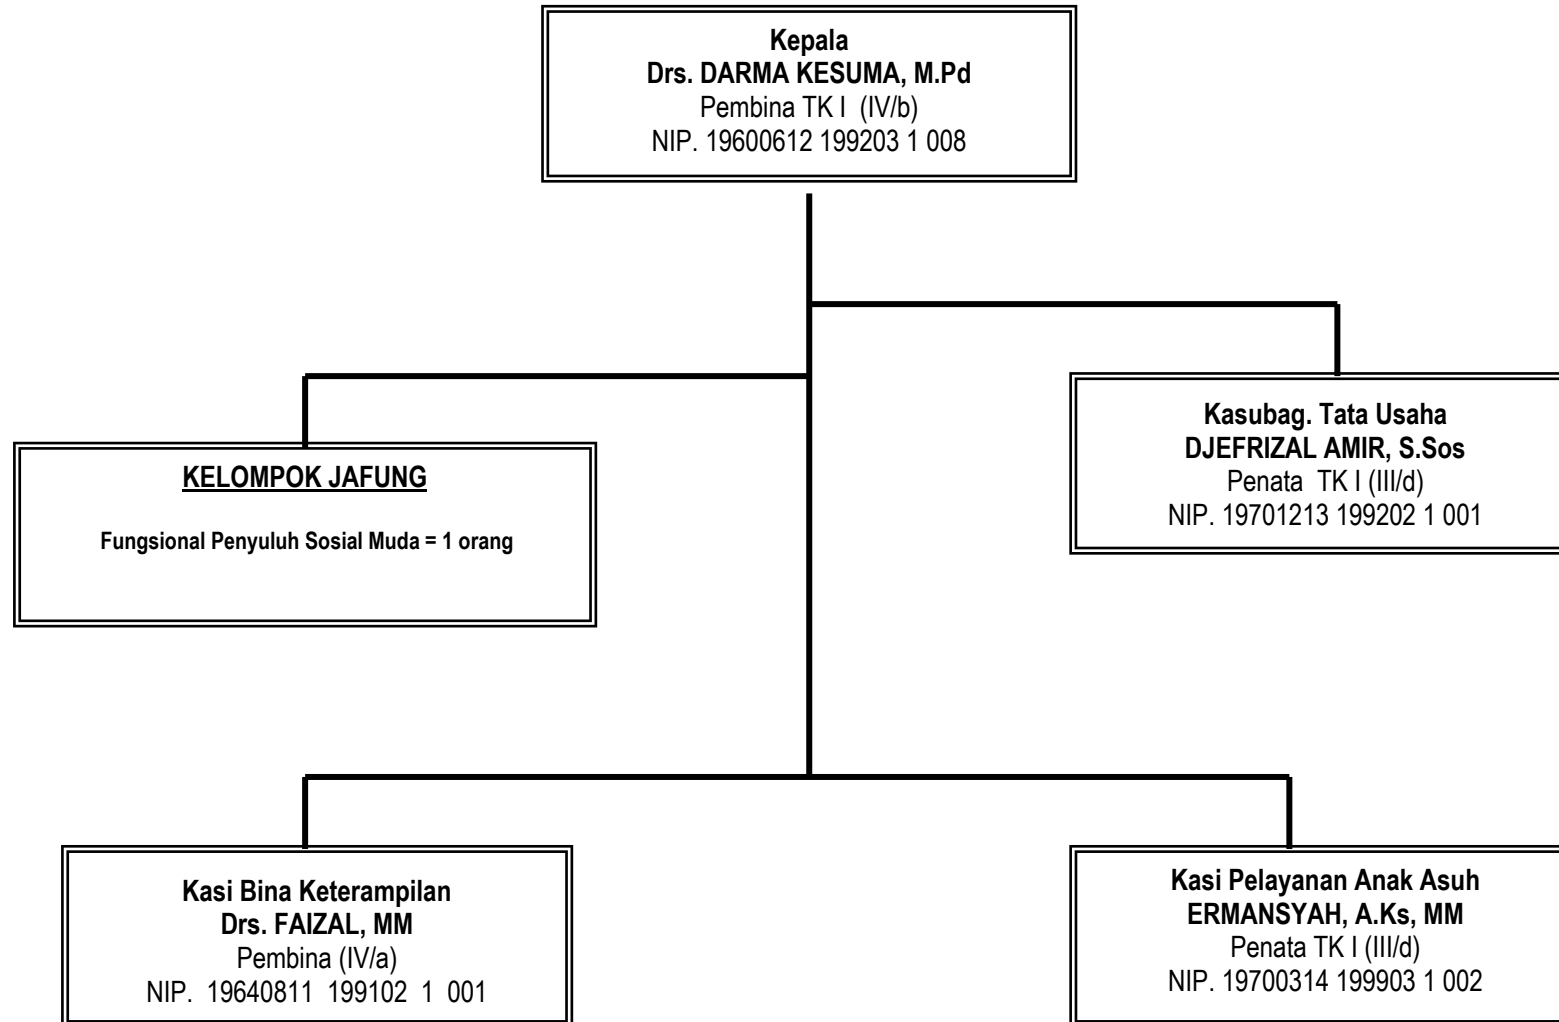 Kepala
Drs. DARMA KESUMA, M.Pd
Pembina TK I (IV/b)
NIP. 19600612 199203 1 008
Kasubag. Tata Usaha
DJEFRIZAL AMIR, S.Sos
Penata TK I (III/d)
NIP. 19701213 199202 1 001
KELOMPOK JAFUNG
Fungsional Penyuluh Sosial Muda = 1 orang
Kasi Bina Keterampilan
Drs. FAIZAL, MM
Pembina (IV/a)
NIP. 19640811 199102 1 001
Kasi Pelayanan Anak Asuh
ERMANSYAH, A.Ks, MM
Penata TK I (III/d)
NIP. 19700314 199903 1 002